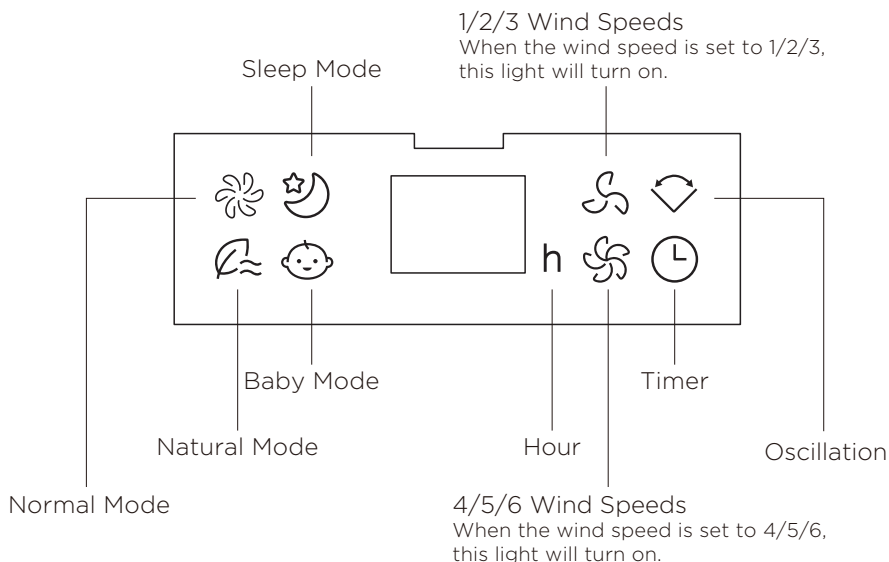 1/2/3 Wind Speeds
When the wind speed is set to 1/2/3,
this light will turn on.
Sleep Mode
h
Baby Mode
Timer
Natural Mode
Hour
Oscillation
Normal Mode
4/5/6 Wind Speeds
When the wind speed is set to 4/5/6,
this light will turn on.